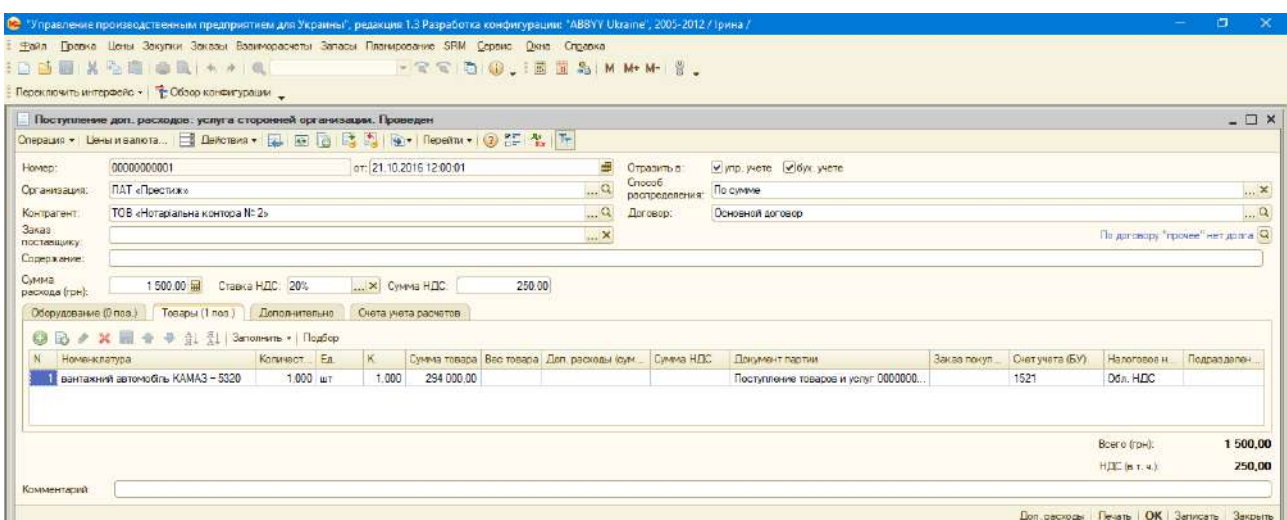 "Управление производственным предприятием для Украины", редакция 1.3 Разработка конфигурации: "ABBYY Ukraine", 2005-2012 / Ірина /
Файл Правка Цены Закупки Заказы Взаиморасчеты Запасы Планирование SRM Сервис Окна Справка
M M+ M-
Переключить интерфейс Обзор конфигурации
Поступление доп. расходов: услуга сторонней организации. Проведен
Операция Цены и валюта... Действия Перейти
Номер: 00000000001 от: 21.10.2016 12:00:01 Отразить в: упр. учете бух. учете
Организация: ПАТ «Престиж» Способ распределения: По сумме
Контрагент: ТОВ «Нотаріальна контора № 2» Договор: Основной договор
Заказ поставщику: По договору "прочее" нет долга
Содержание:
Сумма расхода (грн): 1 500.00 Ставка НДС: 20% Сумма НДС: 250.00
Оборудование (0 поз.) Товары (1 поз.) Дополнительно Счета учета расчетов
Заполнить Подбор
N Номенклатура Количест... Ед. К. Сумма товара Вес товара Доп. расходы (сум... Сумма НДС Документ партии Заказ покуп... Счет учета (БУ) Налоговое н... Подразделен...
1 вантажний автомобіль КАМАЗ – 5320 1.000 шт 1.000 294 000,00 Поступление товаров и услуг 0000000... 1521 Обл. НДС
Всего (грн): 1 500,00
НДС (в т. ч.): 250,00
Комментарий:
Доп. расходы Печать OK Записать Закрыть